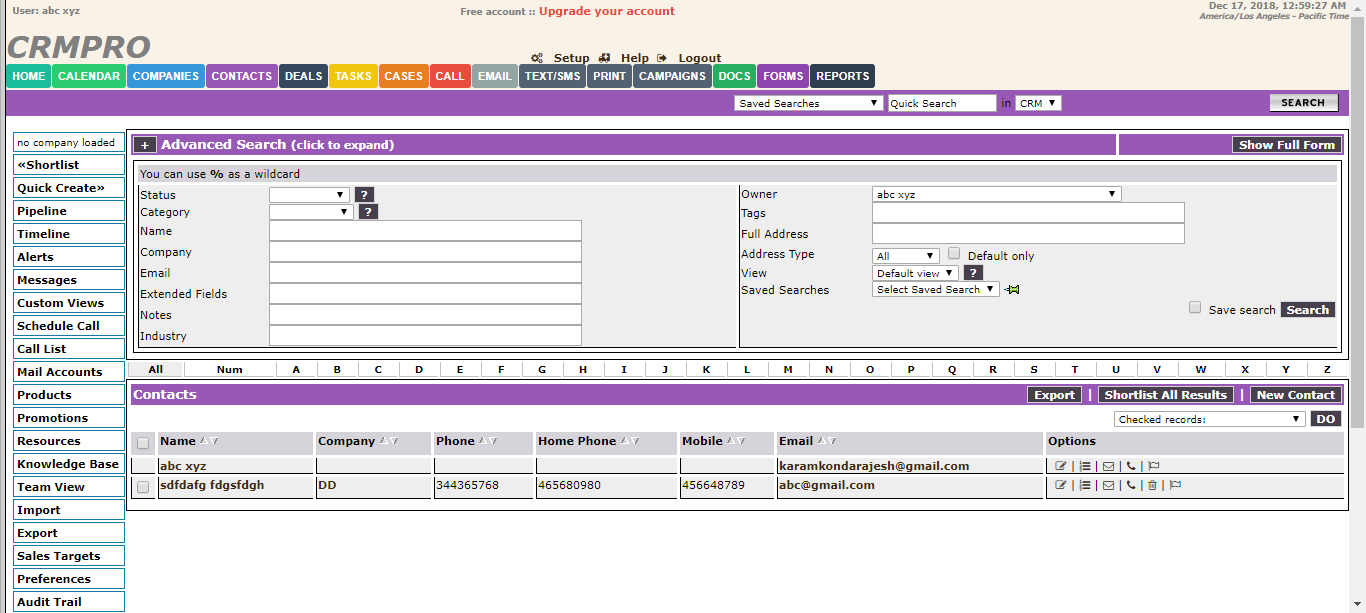 User: abc xyz
Free account :: Upgrade your account
Dec 17, 2018, 12:59:27 AM
America/Los Angeles - Pacific Time
CRMPRO
Setup Help Logout
HOME CALENDAR COMPANIES CONTACTS DEALS TASKS CASES CALL EMAIL TEXT/SMS PRINT CAMPAIGNS DOCS FORMS REPORTS
Saved Searches Quick Search in CRM SEARCH
no company loaded
«Shortlist
Quick Create»
Pipeline
Timeline
Alerts
Messages
Custom Views
Schedule Call
Call List
Mail Accounts
Products
Promotions
Resources
Knowledge Base
Team View
Import
Export
Sales Targets
Preferences
Audit Trail
+ Advanced Search (click to expand) Show Full Form
You can use % as a wildcard
Status ?
Category ?
Name
Company
Email
Extended Fields
Notes
Industry
Owner abc xyz
Tags
Full Address
Address Type All Default only
View Default view ?
Saved Searches Select Saved Search
Save search Search
All Num A B C D E F G H I J K L M N O P Q R S T U V W X Y Z
Contacts Export | Shortlist All Results | New Contact
Checked records: DO
Name Company Phone Home Phone Mobile Email Options
abc xyz karamkondarajesh@gmail.com | | | |
sdfdafg fdgsfdgh DD 344365768 465680980 456648789 abc@gmail.com | | | | |